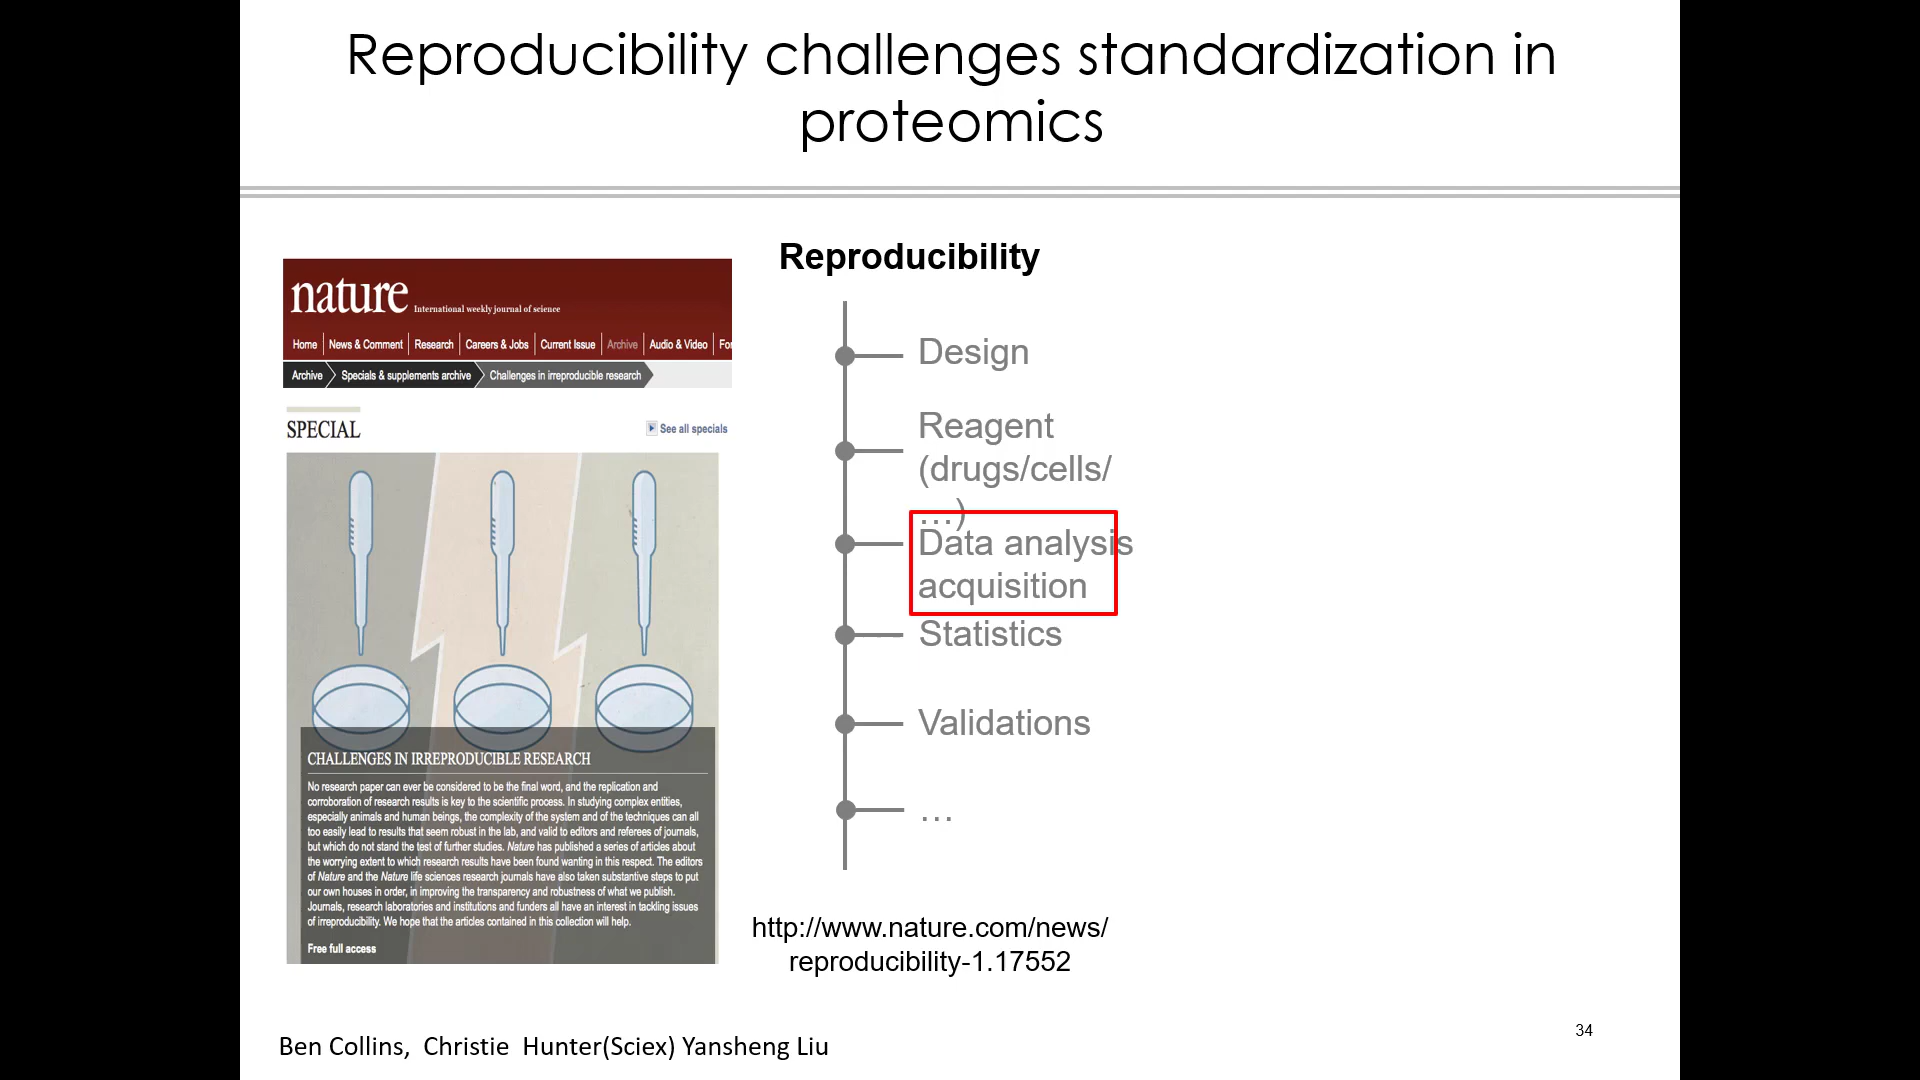 Reproducibility challenges standardization in
proteomics
nature International weekly journal of science
Home News & Comment Research Careers & Jobs Current Issue Archive Audio & Video For
Archive Specials & supplements archive Challenges in irreproducible research
SPECIAL
See all specials
CHALLENGES IN IRREPRODUCIBLE RESEARCH
No research paper can ever be considered to be the final word, and the replication and
corroboration of research results is key to the scientific process. In studying complex entities,
especially animals and human beings, the complexity of the system and of the techniques can all
too easily lead to results that seem robust in the lab, and valid to editors and referees of journals,
but which do not stand the test of further studies. Nature has published a series of articles about
the worrying extent to which research results have been found wanting in this respect. The editors
of Nature and the Nature life sciences research journals have also taken substantive steps to put
our own houses in order, in improving the transparency and robustness of what we publish.
Journals, research laboratories and institutions and funders all have an interest in tackling issues
of irreproducibility. We hope that the articles contained in this collection will help.
Free full access
Reproducibility
Design
Reagent
(drugs/cells/
…)
Data analysis
acquisition
Statistics
Validations
…
http://www.nature.com/news/
reproducibility-1.17552
Ben Collins, Christie Hunter(Sciex) Yansheng Liu
34